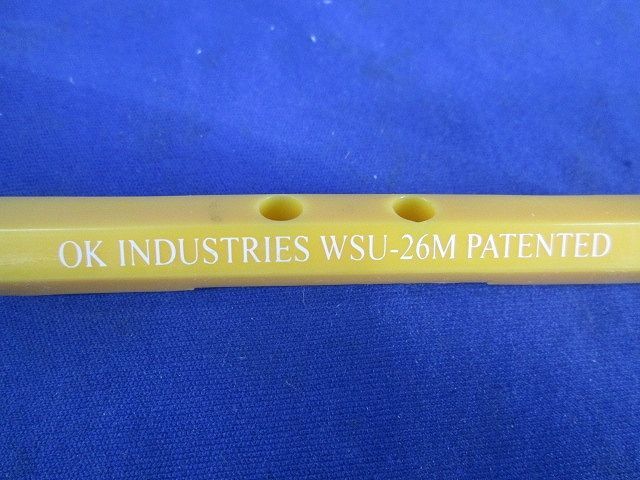 OK INDUSTRIES WSU-26M PATENTED